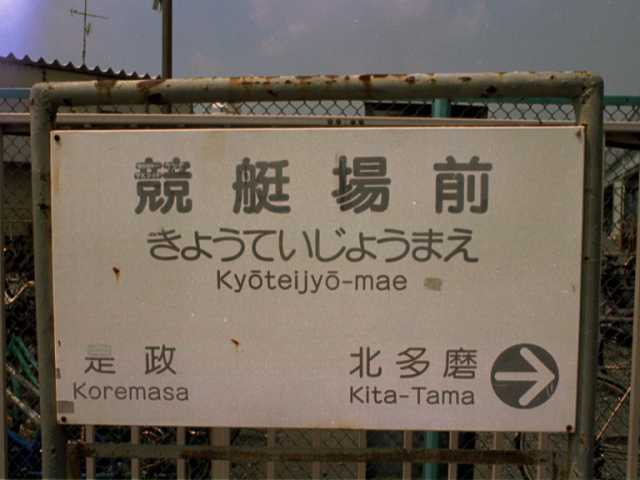 競艇場前
きょうていじょうまえ
Kyōteijyō-mae
是政 北多磨
Koremasa Kita-Tama